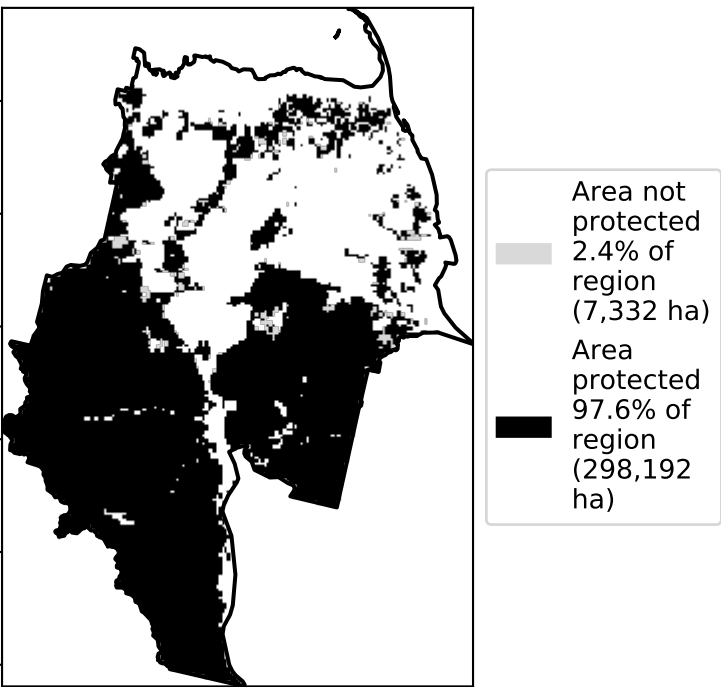 Area not
protected
2.4% of
region
(7,332 ha)
Area
protected
97.6% of
region
(298,192
ha)